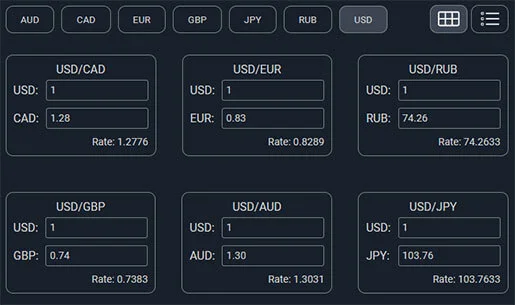 AUD CAD EUR GBP JPY RUB USD
USD/CAD
USD: 1
CAD: 1.28
Rate: 1.2776
USD/EUR
USD: 1
EUR: 0.83
Rate: 0.8289
USD/RUB
USD: 1
RUB: 74.26
Rate: 74.2633
USD/GBP
USD: 1
GBP: 0.74
Rate: 0.7383
USD/AUD
USD: 1
AUD: 1.30
Rate: 1.3031
USD/JPY
USD: 1
JPY: 103.76
Rate: 103.7633